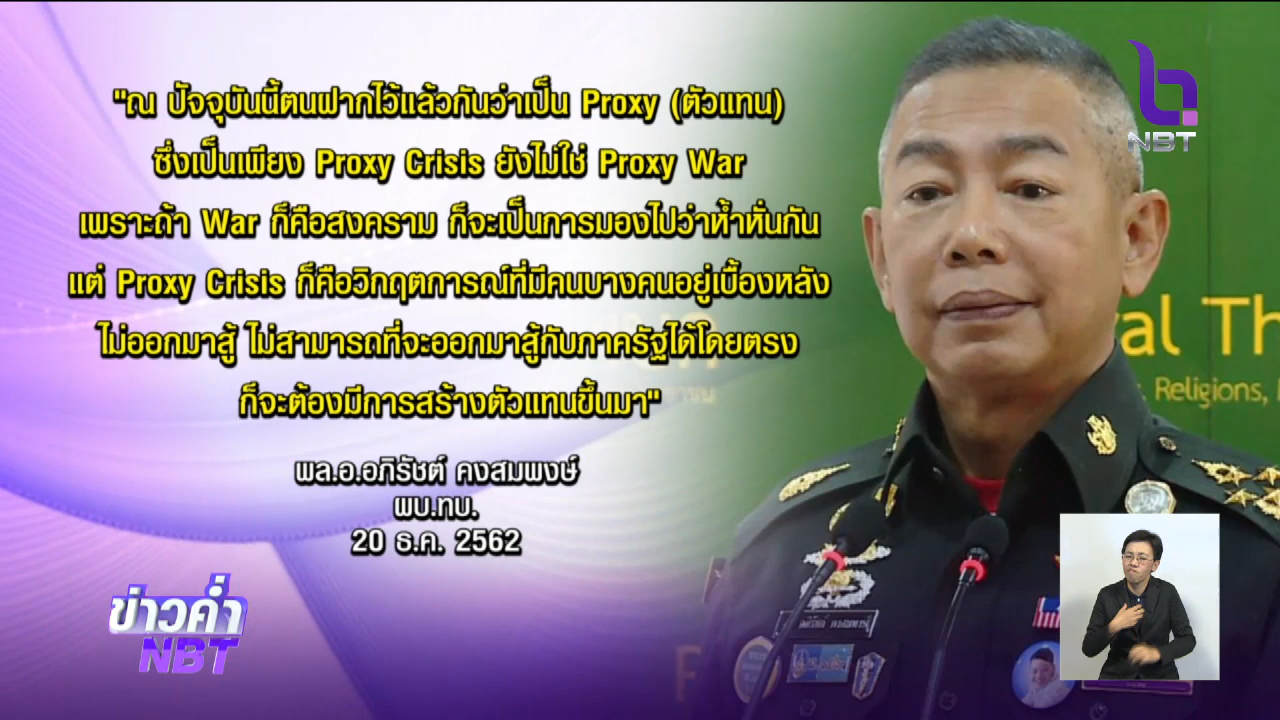 "ณ ปัจจุบันนี้ตนฝากไว้แล้วกันว่าเป็น Proxy (ตัวแทน)
ซึ่งเป็นเพียง Proxy Crisis ยังไม่ใช่ Proxy War
เพราะถ้า War ก็คือสงคราม ก็จะเป็นการมองไปว่าห้ำหั่นกัน
แต่ Proxy Crisis ก็คือวิกฤตการณ์ที่มีคนบางคนอยู่เบื้องหลัง
ไม่ออกมาสู้ ไม่สามารถที่จะออกมาสู้กับภาครัฐได้โดยตรง
ก็จะต้องมีการสร้างตัวแทนขึ้นมา"
พล.อ.อภิรัชต์ คงสมพงษ์
ผบ.ทบ.
20 ธ.ค. 2562
ข่าวค่ำ
NBT
NBT
ral Th
, Religions,